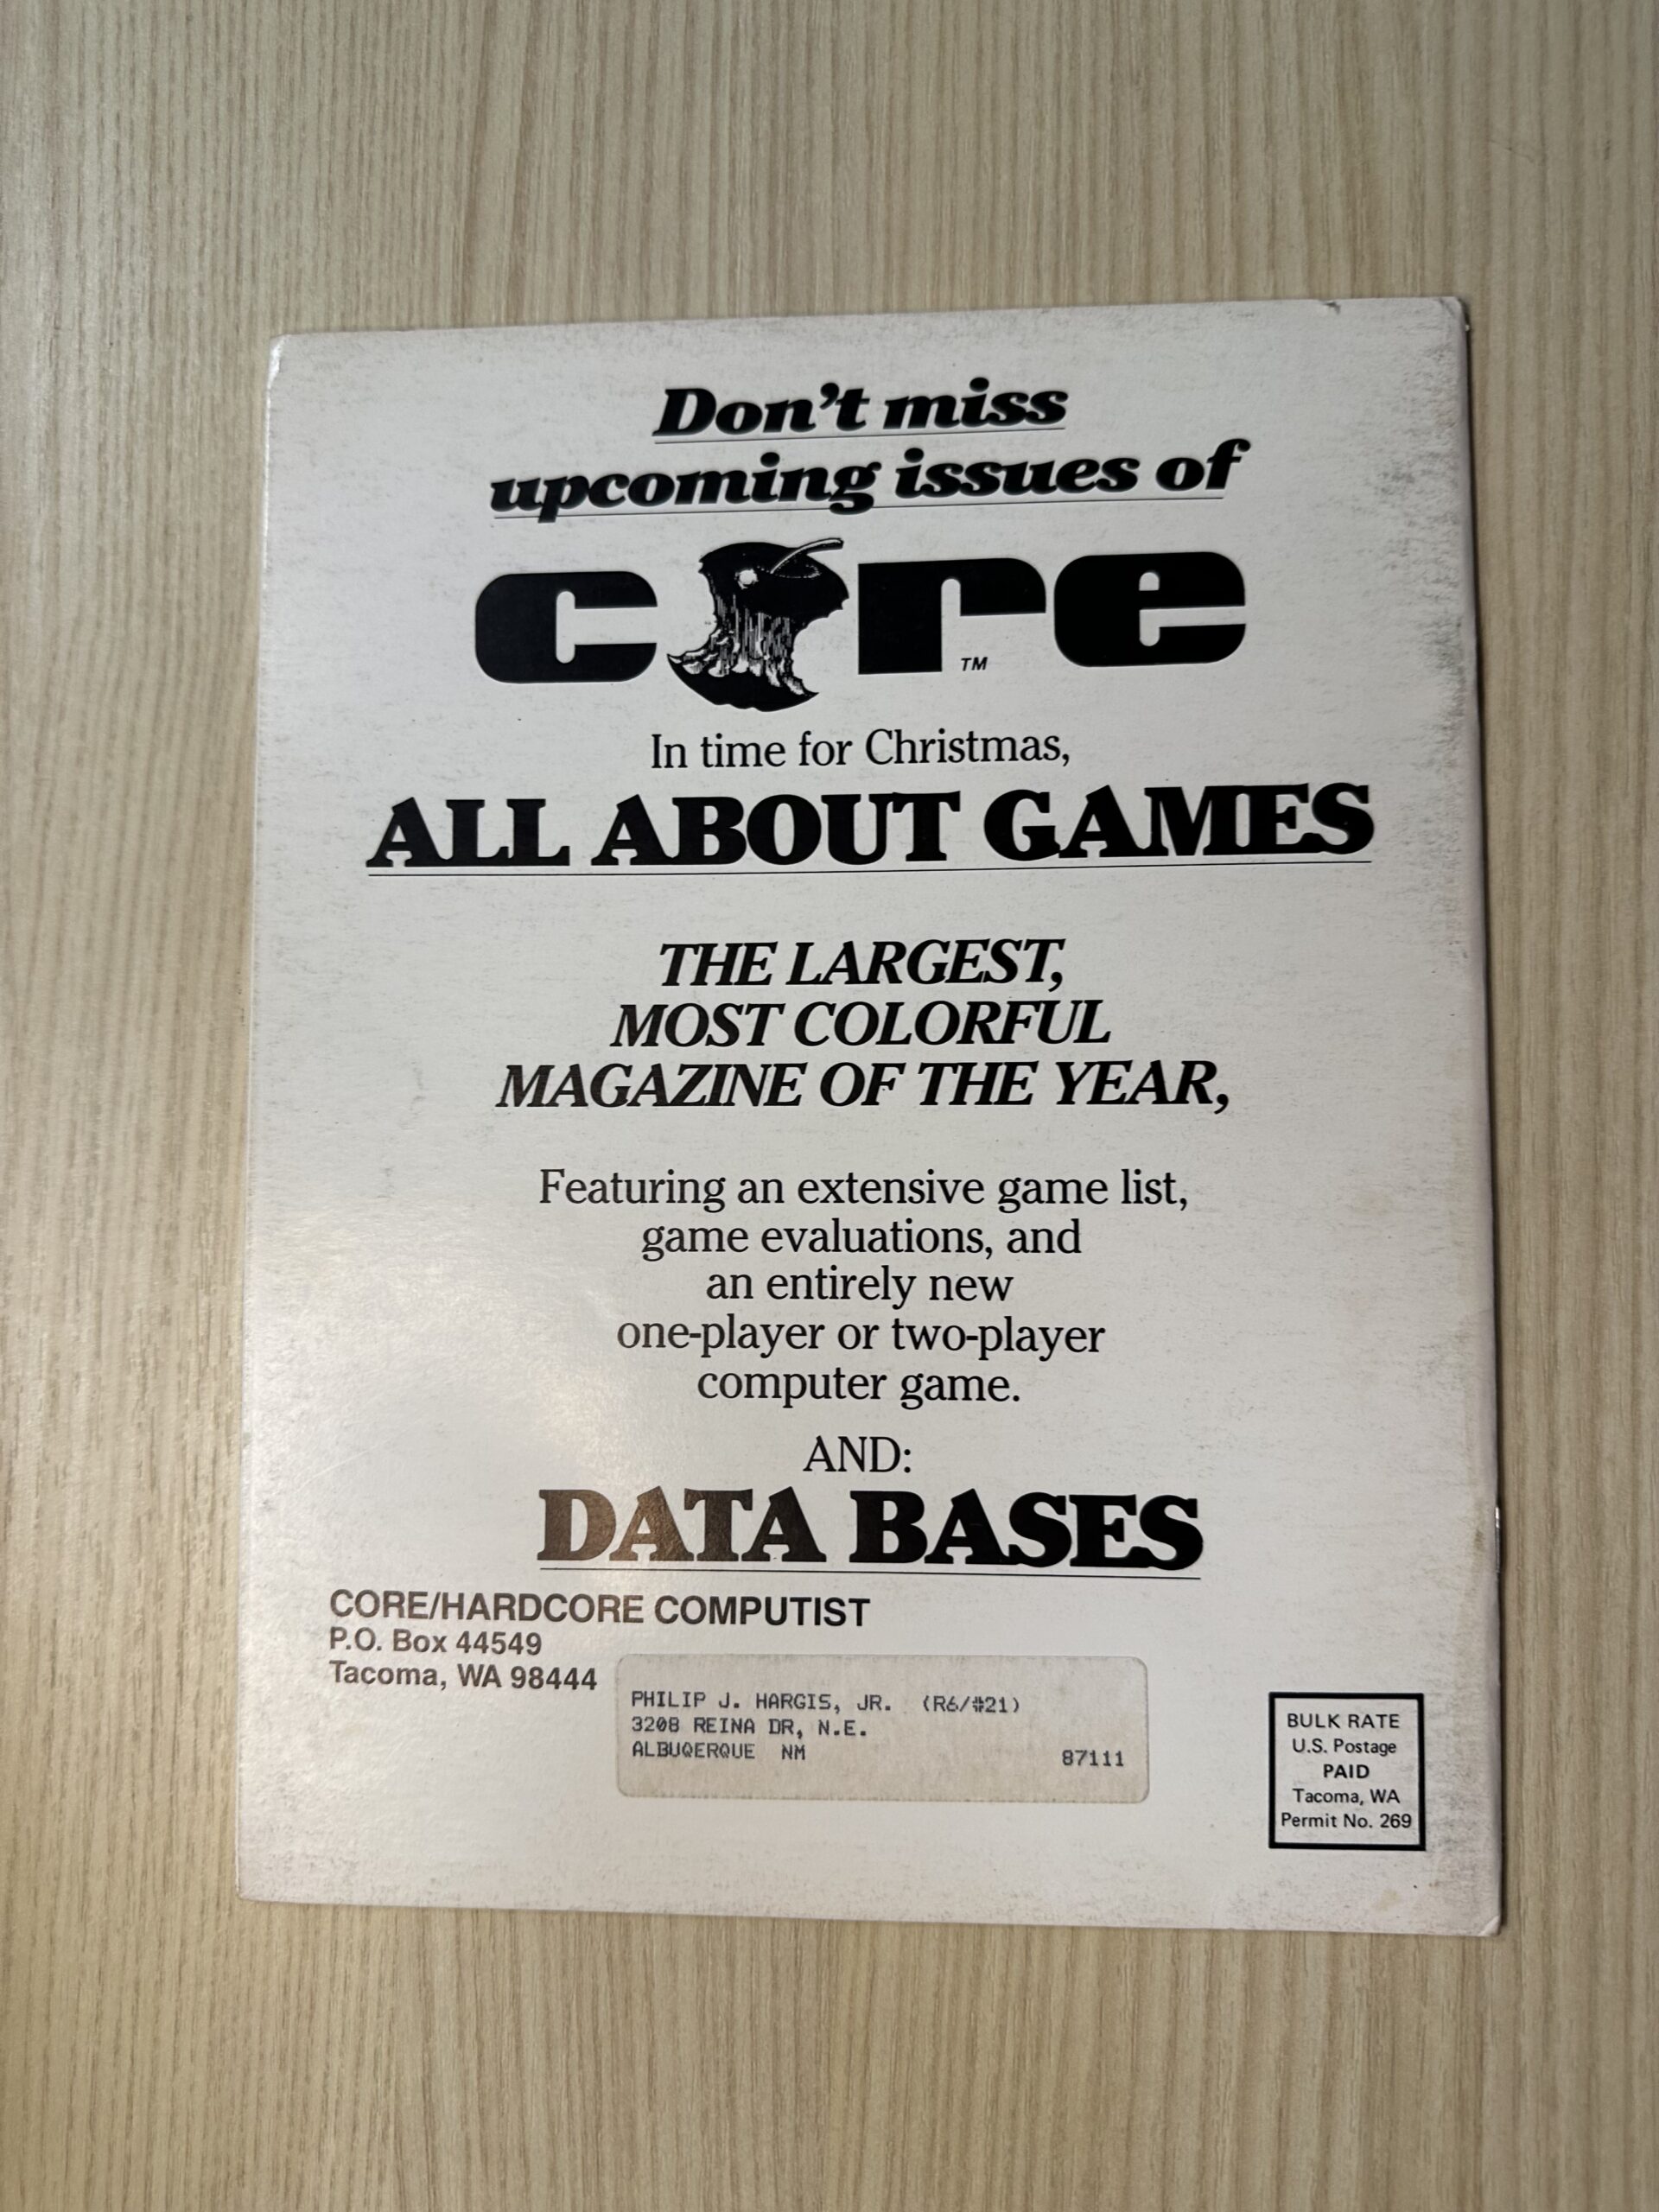 Don't miss
upcoming issues of
core
TM
In time for Christmas,
ALL ABOUT GAMES
THE LARGEST,
MOST COLORFUL
MAGAZINE OF THE YEAR,
Featuring an extensive game list,
game evaluations, and
an entirely new
one-player or two-player
computer game.
AND:
DATA BASES
CORE/HARDCORE COMPUTIST
P.O. Box 44549
Tacoma, WA 98444
PHILIP J. HARGIS, JR. (R6/#21)
3208 REINA DR, N.E.
ALBUQERQUE NM 87111
BULK RATE
U.S. Postage
PAID
Tacoma, WA
Permit No. 269